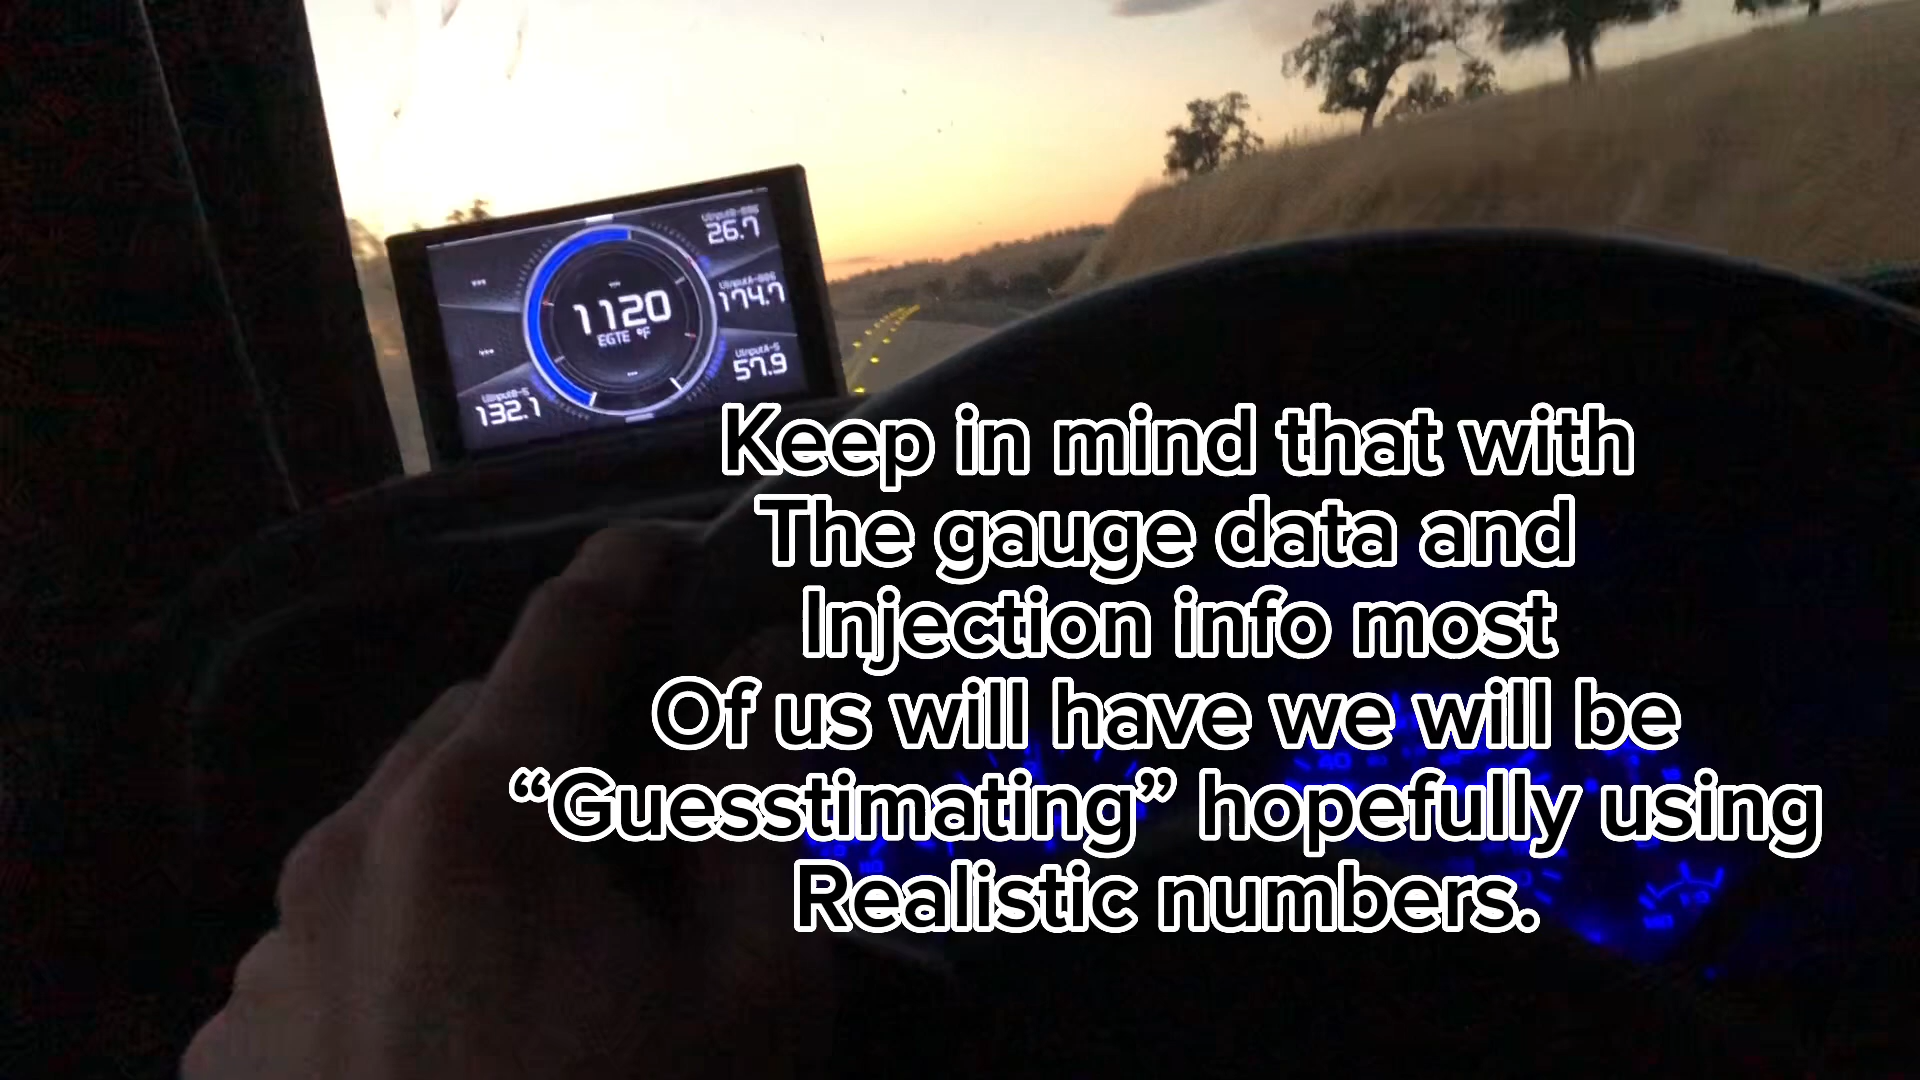 26.7
174.7
1120
EGTE °F
57.9
132.1
Keep in mind that with
The gauge data and
Injection info most
Of us will have we will be
“Guesstimating” hopefully using
Realistic numbers.
40